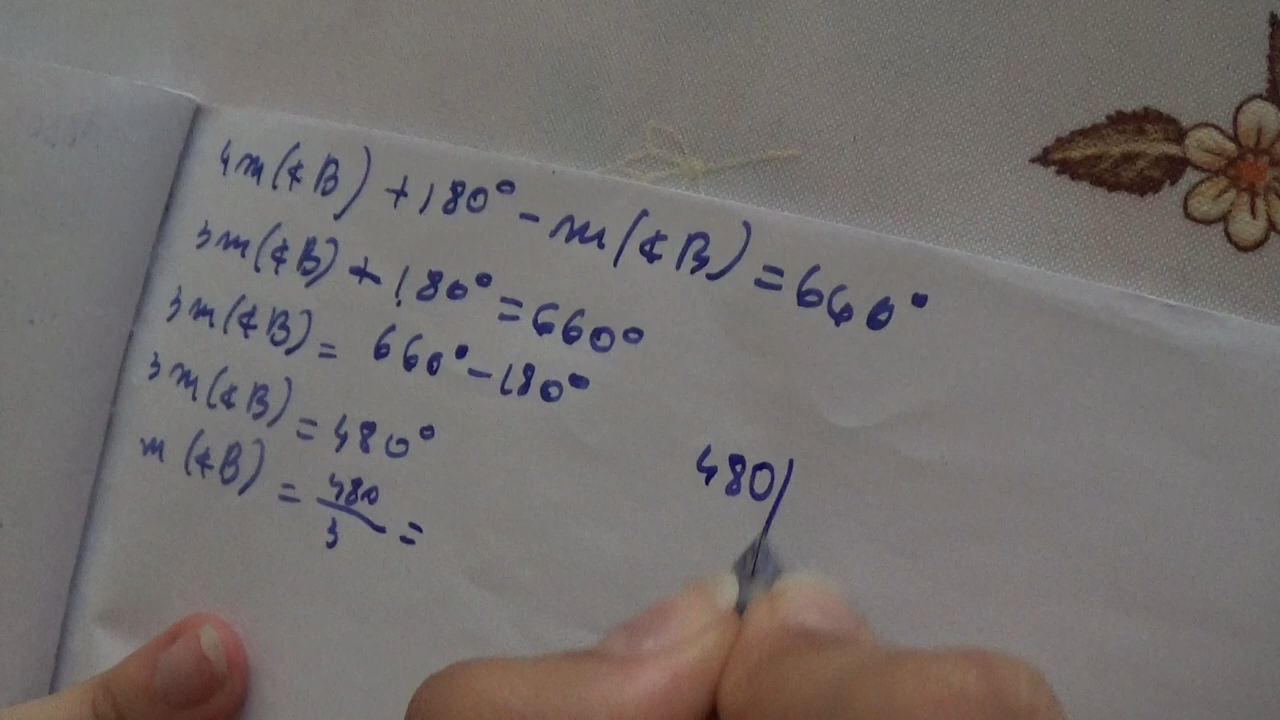 4m(∢B) + 180° - m(∢B) = 660°
3m(∢B) + 180° = 660°
3m(∢B) = 660° - 180°
3m(∢B) = 480°
m(∢B) = 480/3 =
480